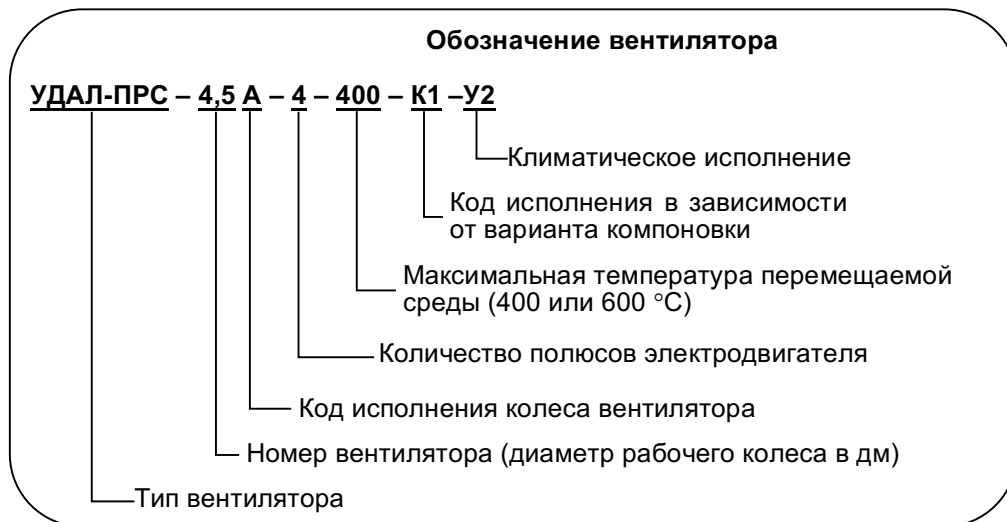 Обозначение вентилятора
УДАЛ-ПРС – 4,5 А – 4 – 400 – К1 –У2
Климатическое исполнение
Код исполнения в зависимости
от варианта компоновки
Максимальная температура перемещаемой
среды (400 или 600 °С)
Количество полюсов электродвигателя
Код исполнения колеса вентилятора
Номер вентилятора (диаметр рабочего колеса в дм)
Тип вентилятора